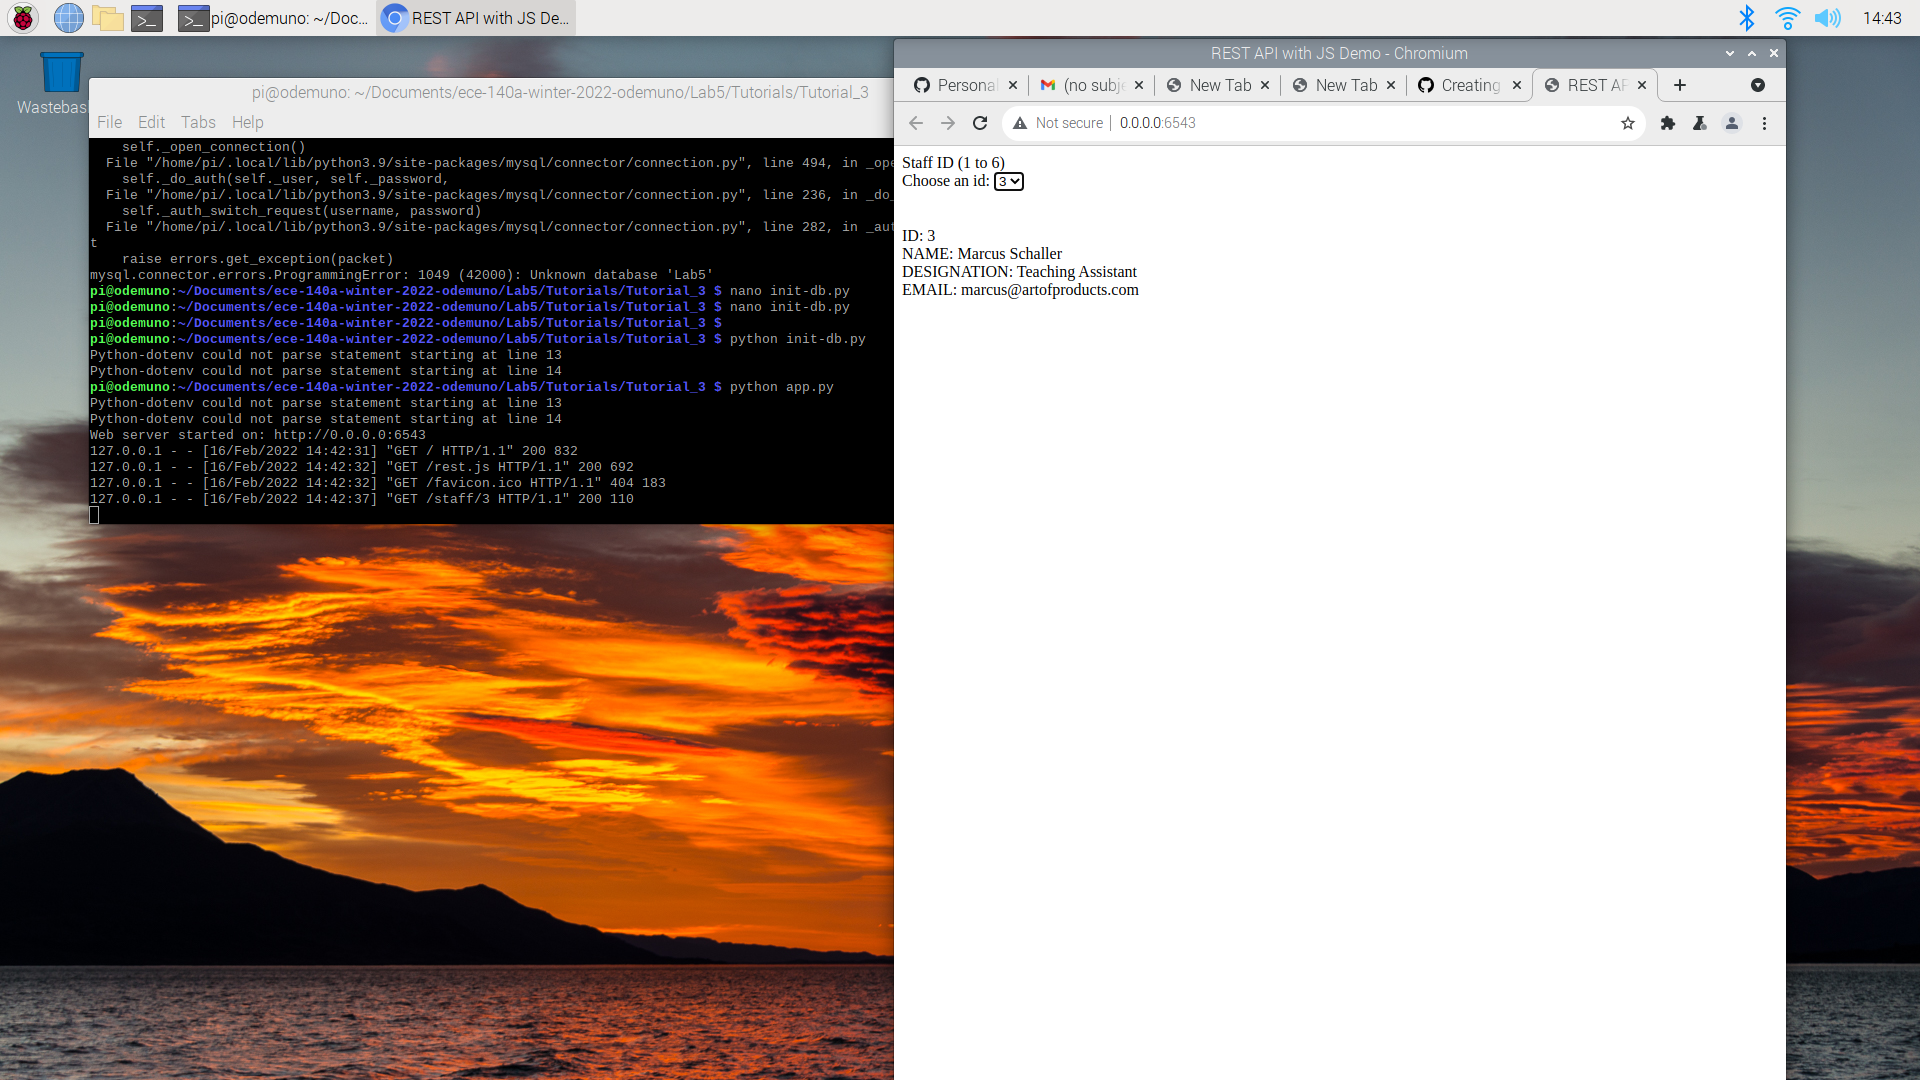 pi@odemuno: ~/Doc...
REST API with JS De...
14:43
Wastebas
pi@odemuno: ~/Documents/ece-140a-winter-2022-odemuno/Lab5/Tutorials/Tutorial_3
File Edit Tabs Help
self._open_connection()
File "/home/pi/.local/lib/python3.9/site-packages/mysql/connector/connection.py", line 494, in _ope
self._do_auth(self._user, self._password,
File "/home/pi/.local/lib/python3.9/site-packages/mysql/connector/connection.py", line 236, in _do_
self._auth_switch_request(username, password)
File "/home/pi/.local/lib/python3.9/site-packages/mysql/connector/connection.py", line 282, in _aut
t
raise errors.get_exception(packet)
mysql.connector.errors.ProgrammingError: 1049 (42000): Unknown database 'Lab5'
pi@odemuno:~/Documents/ece-140a-winter-2022-odemuno/Lab5/Tutorials/Tutorial_3 $ nano init-db.py
pi@odemuno:~/Documents/ece-140a-winter-2022-odemuno/Lab5/Tutorials/Tutorial_3 $ nano init-db.py
pi@odemuno:~/Documents/ece-140a-winter-2022-odemuno/Lab5/Tutorials/Tutorial_3 $
pi@odemuno:~/Documents/ece-140a-winter-2022-odemuno/Lab5/Tutorials/Tutorial_3 $ python init-db.py
Python-dotenv could not parse statement starting at line 13
Python-dotenv could not parse statement starting at line 14
pi@odemuno:~/Documents/ece-140a-winter-2022-odemuno/Lab5/Tutorials/Tutorial_3 $ python app.py
Python-dotenv could not parse statement starting at line 13
Python-dotenv could not parse statement starting at line 14
Web server started on: http://0.0.0.0:6543
127.0.0.1 - - [16/Feb/2022 14:42:31] "GET / HTTP/1.1" 200 832
127.0.0.1 - - [16/Feb/2022 14:42:32] "GET /rest.js HTTP/1.1" 200 692
127.0.0.1 - - [16/Feb/2022 14:42:32] "GET /favicon.ico HTTP/1.1" 404 183
127.0.0.1 - - [16/Feb/2022 14:42:37] "GET /staff/3 HTTP/1.1" 200 110
REST API with JS Demo - Chromium
Personal
(no subje
New Tab
New Tab
Creating
REST AP
Not secure | 0.0.0.0:6543
Staff ID (1 to 6)
Choose an id: 3
ID: 3
NAME: Marcus Schaller
DESIGNATION: Teaching Assistant
EMAIL: marcus@artofproducts.com